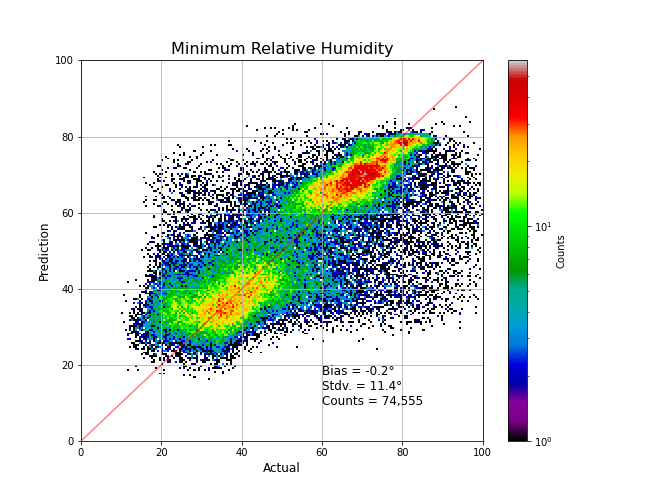 Minimum Relative Humidity
100
80
60
40
20
0
Prediction
0
20
40
60
80
100
Actual
Bias = -0.2°
Stdv. = 11.4°
Counts = 74,555
10¹
10⁰
Counts